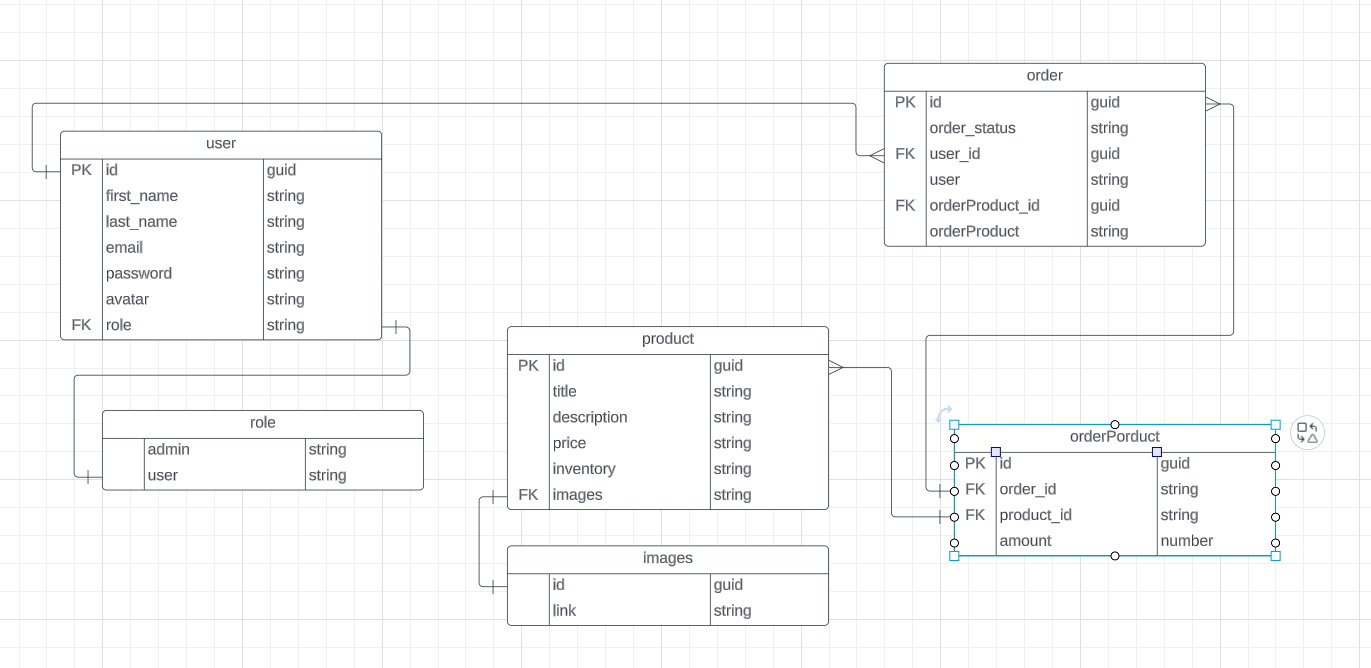 order
PK id guid
order_status string
FK user_id guid
user string
FK orderProduct_id guid
orderProduct string
user
PK id guid
first_name string
last_name string
email string
password string
avatar string
FK role string
role
admin string
user string
product
PK id guid
title string
description string
price string
inventory string
FK images string
images
id guid
link string
orderPorduct
PK id guid
FK order_id string
FK product_id string
amount number